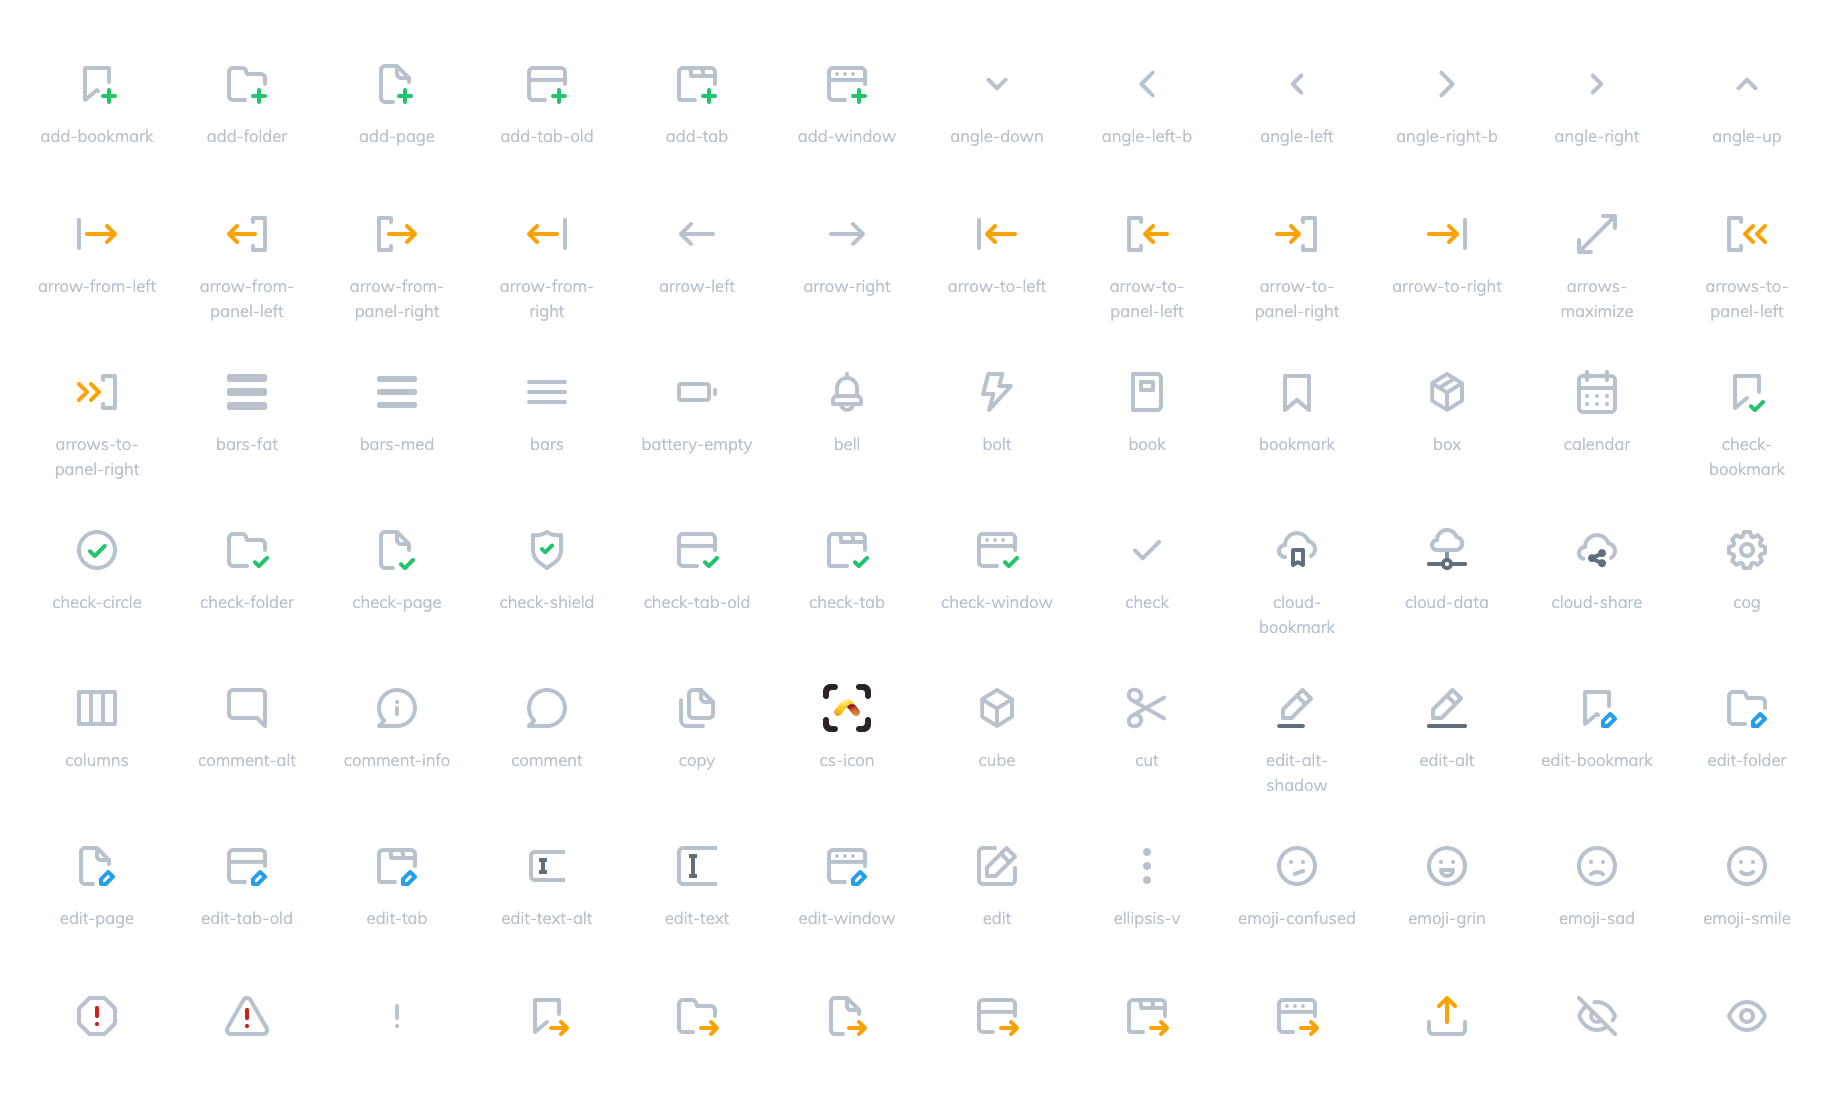 add-bookmark
add-folder
add-page
add-tab-old
add-tab
add-window
angle-down
angle-left-b
angle-left
angle-right-b
angle-right
angle-up
arrow-from-left
arrow-from-
panel-left
arrow-from-
panel-right
arrow-from-
right
arrow-left
arrow-right
arrow-to-left
arrow-to-
panel-left
arrow-to-
panel-right
arrow-to-right
arrows-
maximize
arrows-to-
panel-left
arrows-to-
panel-right
bars-fat
bars-med
bars
battery-empty
bell
bolt
book
bookmark
box
calendar
check-
bookmark
check-circle
check-folder
check-page
check-shield
check-tab-old
check-tab
check-window
check
cloud-
bookmark
cloud-data
cloud-share
cog
columns
comment-alt
comment-info
comment
copy
cs-icon
cube
cut
edit-alt-
shadow
edit-alt
edit-bookmark
edit-folder
edit-page
edit-tab-old
edit-tab
edit-text-alt
edit-text
edit-window
edit
ellipsis-v
emoji-confused
emoji-grin
emoji-sad
emoji-smile